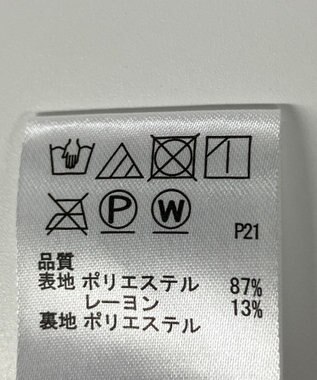 P W
P21
品質
表地 ポリエステル 87%
レーヨン 13%
裏地 ポリエステル